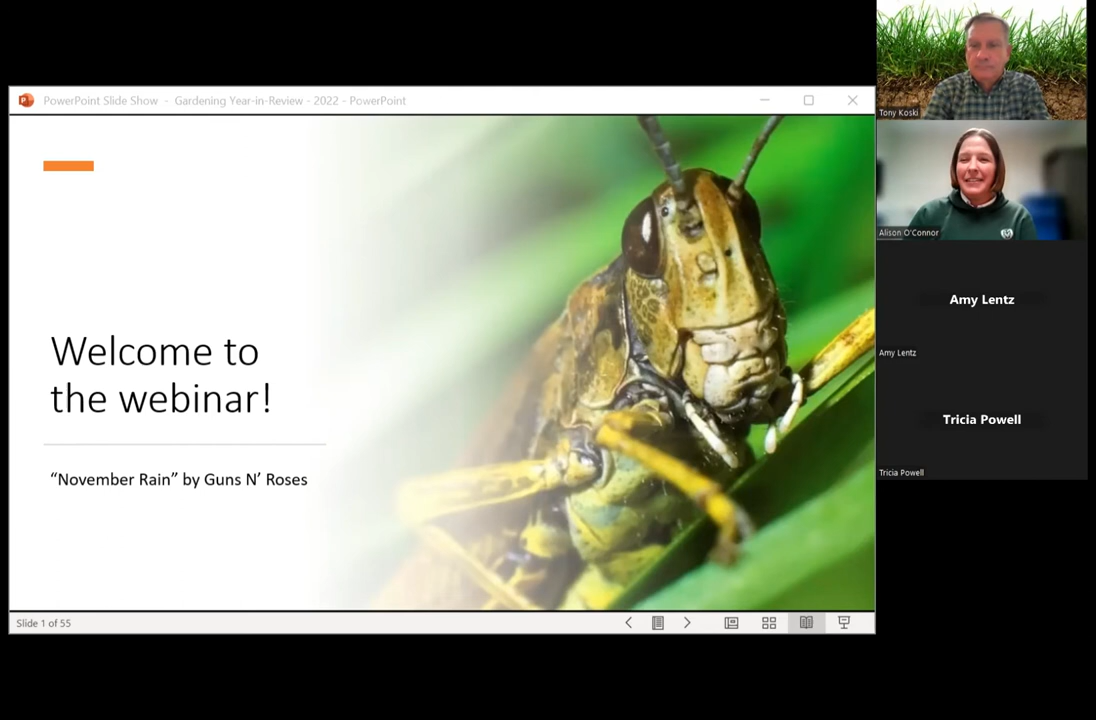 PowerPoint Slide Show - Gardening Year-in-Review - 2022 - PowerPoint
Welcome to
the webinar!
“November Rain” by Guns N’ Roses
Slide 1 of 55
Tony Koski
Alison O'Connor
Amy Lentz
Amy Lentz
Tricia Powell
Tricia Powell